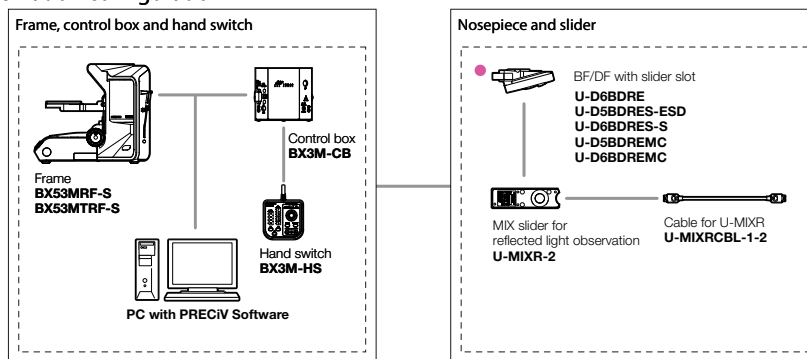 Frame, control box and hand switch
Frame
BX53MRF-S
BX53MTRF-S
Control box
BX3M-CB
Hand switch
BX3M-HS
PC with PRECiV Software
Nosepiece and slider
BF/DF with slider slot
U-D6BDRE
U-D5BDRES-ESD
U-D6BDRES-S
U-D5BDREMC
U-D6BDREMC
MIX slider for
reflected light observation
U-MIXR-2
Cable for U-MIXR
U-MIXRCBL-1-2